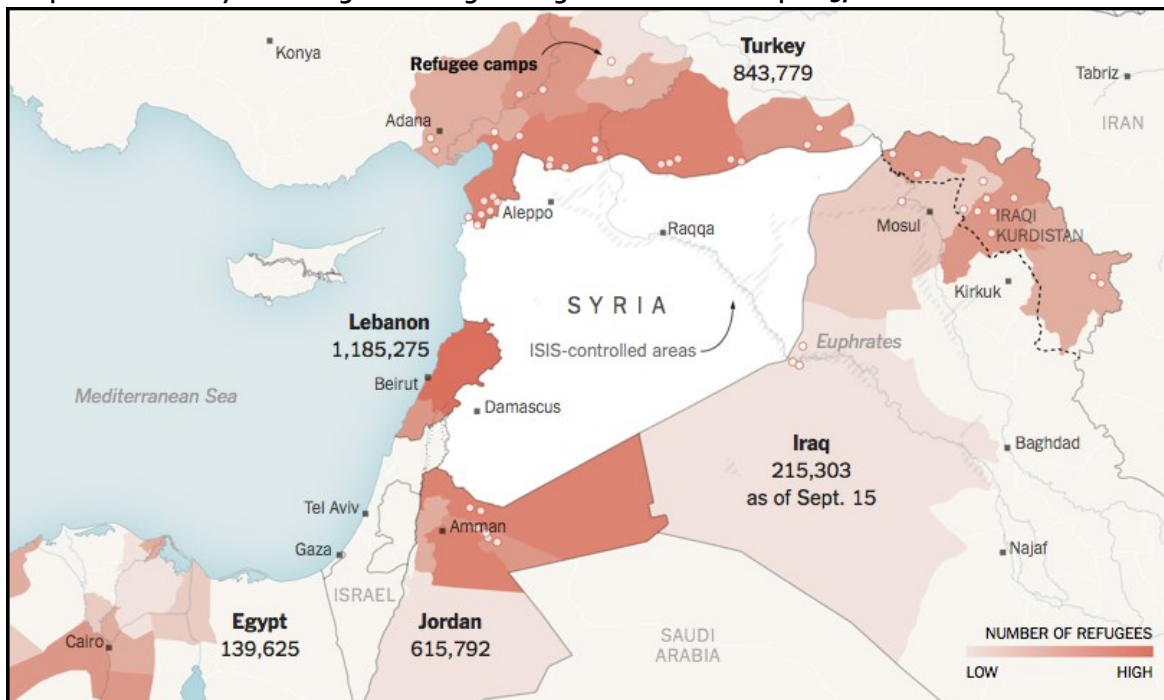 Konya
Refugee camps
Turkey
843,779
Tabriz
IRAN
Adana
Aleppo
Raqqa
Mosul
IRAQI
KURDISTAN
Kirkuk
SYRIA
ISIS-controlled areas
Euphrates
Lebanon
1,185,275
Beirut
Mediterranean Sea
Damascus
Iraq
215,303
as of Sept. 15
Baghdad
Tel Aviv
Amman
Gaza
Najaf
ISRAEL
Egypt
139,625
Jordan
615,792
Cairo
SAUDI
ARABIA
NUMBER OF REFUGEES
LOW HIGH